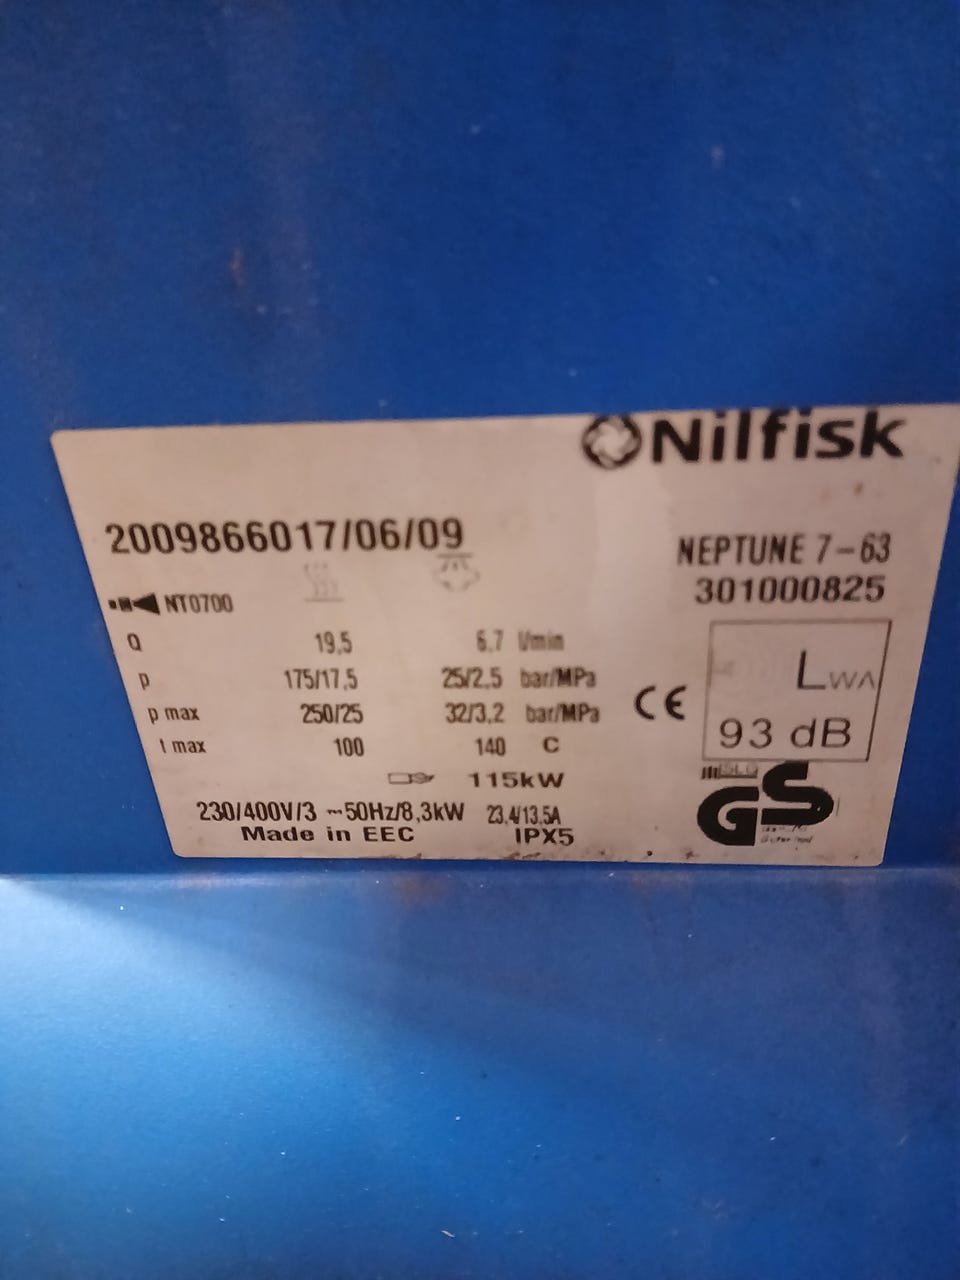 Nilfisk
2009866017/06/09
NEPTUNE 7-63
301000825
NT0700
Q 19,5 6,7 l/min
p 175/17,5 25/2,5 bar/MPa
p max 250/25 32/3,2 bar/MPa
t max 100 140 C
115kW
230/400V/3 ~50Hz/8,3kW 23,4/13.5A
Made in EEC IPX5
CE
LWA
93 dB
SLG
GS